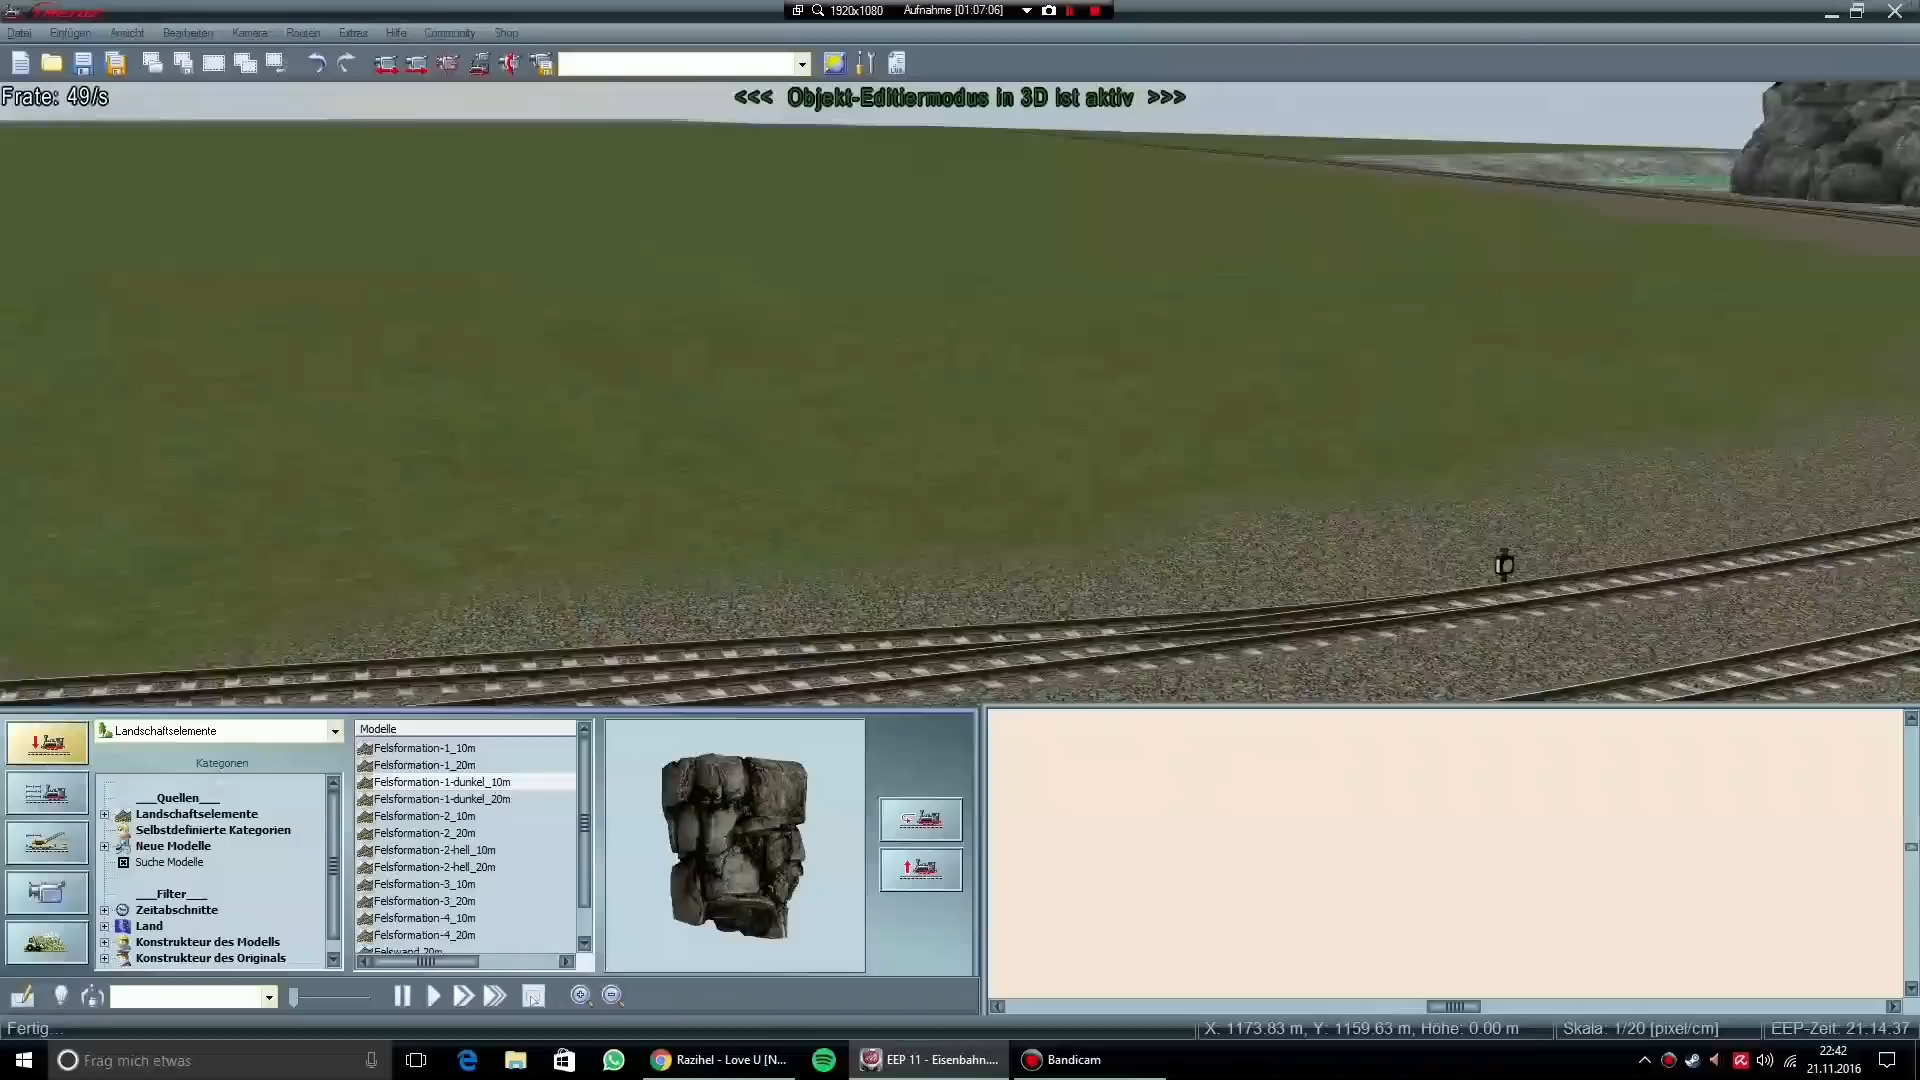 1920x1080 Aufnahme [01:07:06]
Datei Einfügen Ansicht Bearbeiten Kamera Routen Extras Hilfe Community Shop
Frate: 49/s
<<< Objekt-Editiermodus in 3D ist aktiv >>>
Landschaftselemente
Kategorien
___Quellen___
Landschaftselemente
Selbstdefinierte Kategorien
Neue Modelle
Suche Modelle
___Filter___
Zeitabschnitte
Land
Konstrukteur des Modells
Konstrukteur des Originals
Modelle
Felsformation-1_10m
Felsformation-1_20m
Felsformation-1-dunkel_10m
Felsformation-1-dunkel_20m
Felsformation-2_10m
Felsformation-2_20m
Felsformation-2-hell_10m
Felsformation-2-hell_20m
Felsformation-3_10m
Felsformation-3_20m
Felsformation-4_10m
Felsformation-4_20m
Felswand 20m
Fertig...
X: 1173.83 m, Y: 1159.63 m, Höhe: 0.00 m
Skala: 1/20 [pixel/cm]
EEP-Zeit: 21:14:37
Frag mich etwas
Razihel - Love U [N...
EEP 11 - Eisenbahn....
Bandicam
22:42
21.11.2016